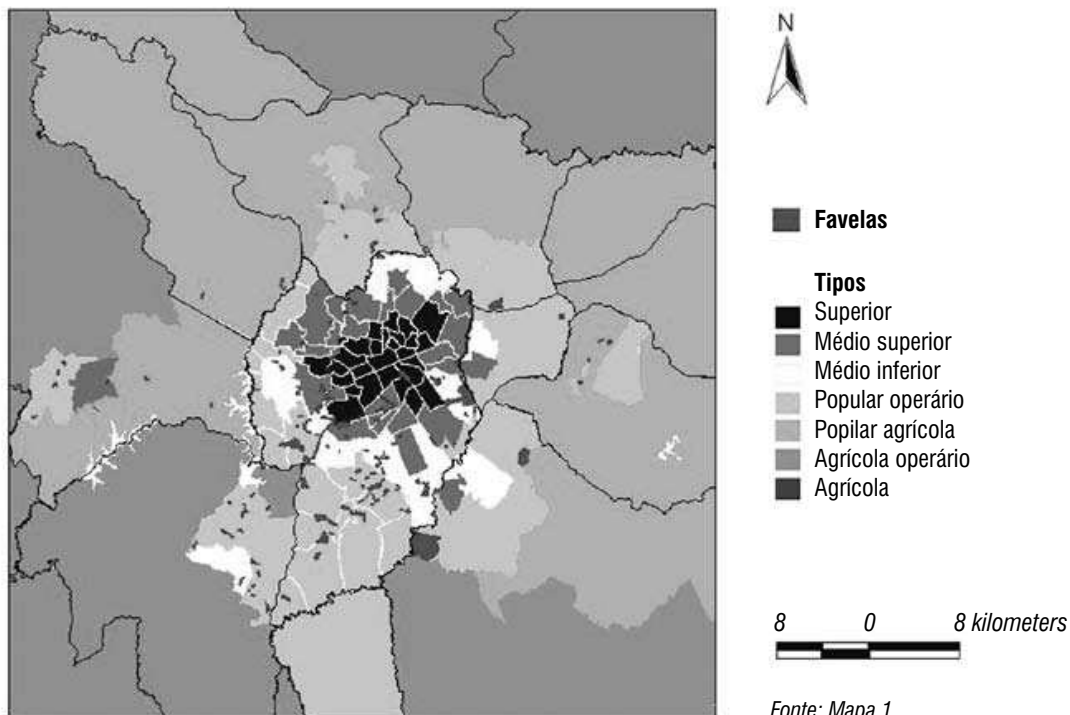 N
Favelas
Tipos
Superior
Médio superior
Médio inferior
Popular operário
Popilar agrícola
Agrícola operário
Agrícola
8 0 8 kilometers
Fonte: Mapa 1